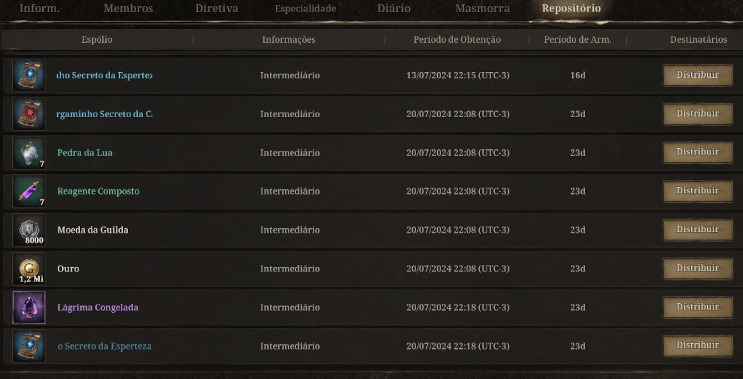 Inform. Membros Diretiva Especialidade Diário Masmorra Repositório
Espólio Informações Período de Obtenção Período de Arm. Destinatários
Secreto da Intermediário 13/07/2024 22:15 (UTC-3) 16d Distribuir
Secreto da Intermediário 20/07/2024 22:08 (UTC-3) 23d Distribuir
Pedra da Lua Intermediário 20/07/2024 22:08 (UTC-3) 23d Distribuir
7
Reagente Composto Intermediário 20/07/2024 22:08 (UTC-3) 23d Distribuir
7
Moeda da Guilda Intermediário 20/07/2024 22:08 (UTC-3) 23d Distribuir
8000
Ouro Intermediário 20/07/2024 22:08 (UTC-3) 23d Distribuir
1,2 Mi
Lágrima Congelada Intermediário 20/07/2024 22:18 (UTC-3) 23d Distribuir
o Secreto da Esperteza Intermediário 20/07/2024 22:18 (UTC-3) 23d Distribuir